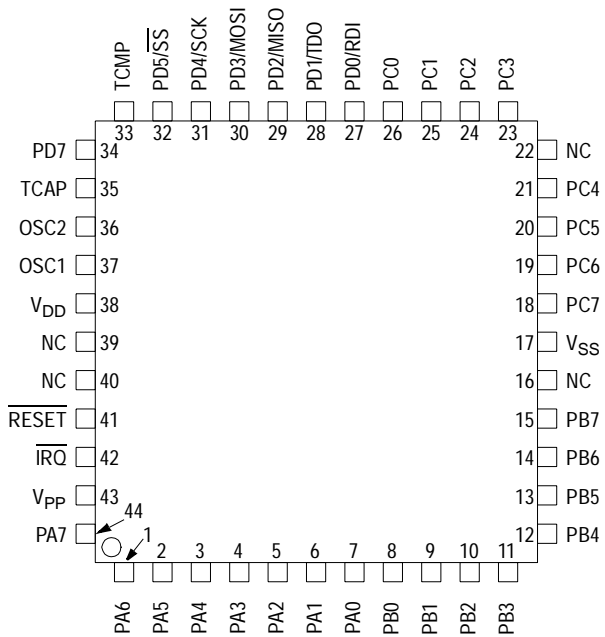 TCMP
PD5/S̅S̅
PD4/SCK
PD3/MOSI
PD2/MISO
PD1/TDO
PD0/RDI
PC0
PC1
PC2
PC3
33 32 31 30 29 28 27 26 25 24 23
PD7 34 22 NC
TCAP 35 21 PC4
OSC2 36 20 PC5
OSC1 37 19 PC6
VDD 38 18 PC7
NC 39 17 VSS
NC 40 16 NC
R̅E̅S̅E̅T̅ 41 15 PB7
I̅R̅Q̅ 42 14 PB6
VPP 43 13 PB5
PA7 44 12 PB4
1 2 3 4 5 6 7 8 9 10 11
PA6
PA5
PA4
PA3
PA2
PA1
PA0
PB0
PB1
PB2
PB3